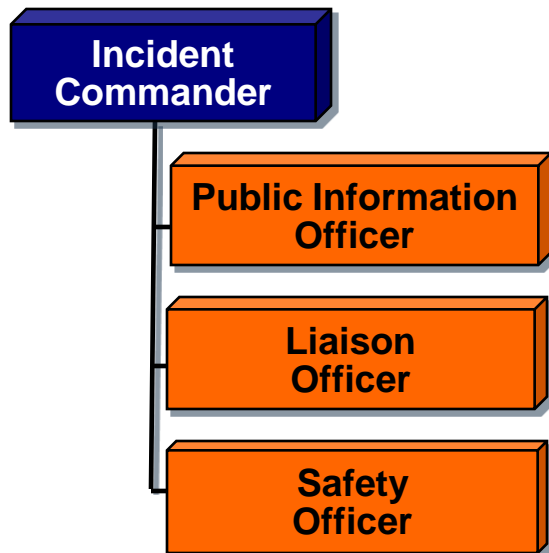 Incident
Commander
Public Information
Officer
Liaison
Officer
Safety
Officer